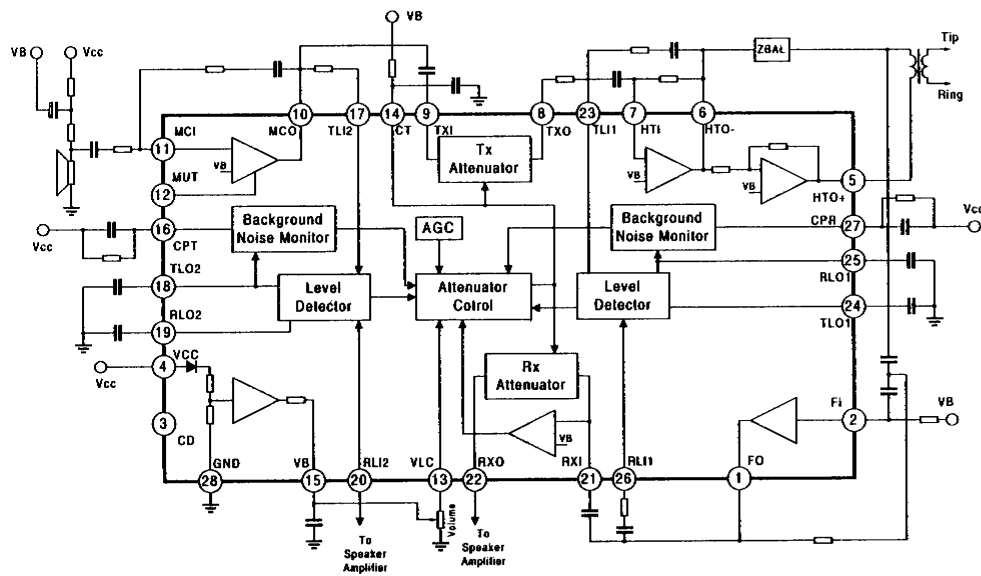 VB
VB
Vcc
Tip
ZBAL
Ring
10
17
14
9
8
23
7
6
MCI
MCO
TLI2
CT
TXI
TXO
TLI1
HTI
HTO-
11
VB
Tx
Attenuator
VB
VB
5
MUT
12
HTO+
CPR
Vcc
16
CPT
Background
Noise Monitor
AGC
Background
Noise Monitor
27
Vcc
TLO2
25
RLO1
18
Level
Detector
Attenuator
Cotrol
Level
Detector
RLO2
24
TLO1
19
VCC
Vcc
4
Rx
Attenuator
3
CD
Fi
2
VB
VB
GND
VB
RLI2
VLC
RXO
RXI
RLI1
FO
28
15
20
13
22
21
26
1
Volume
To
Speaker
Amplifier
To
Speaker
Amplifier